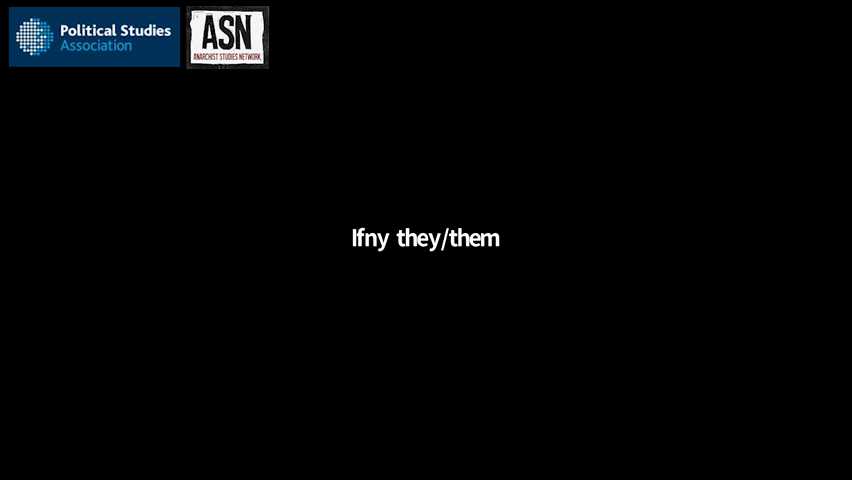 Political Studies
Association
ASN
ANARCHIST STUDIES NETWORK
Ifny they/them